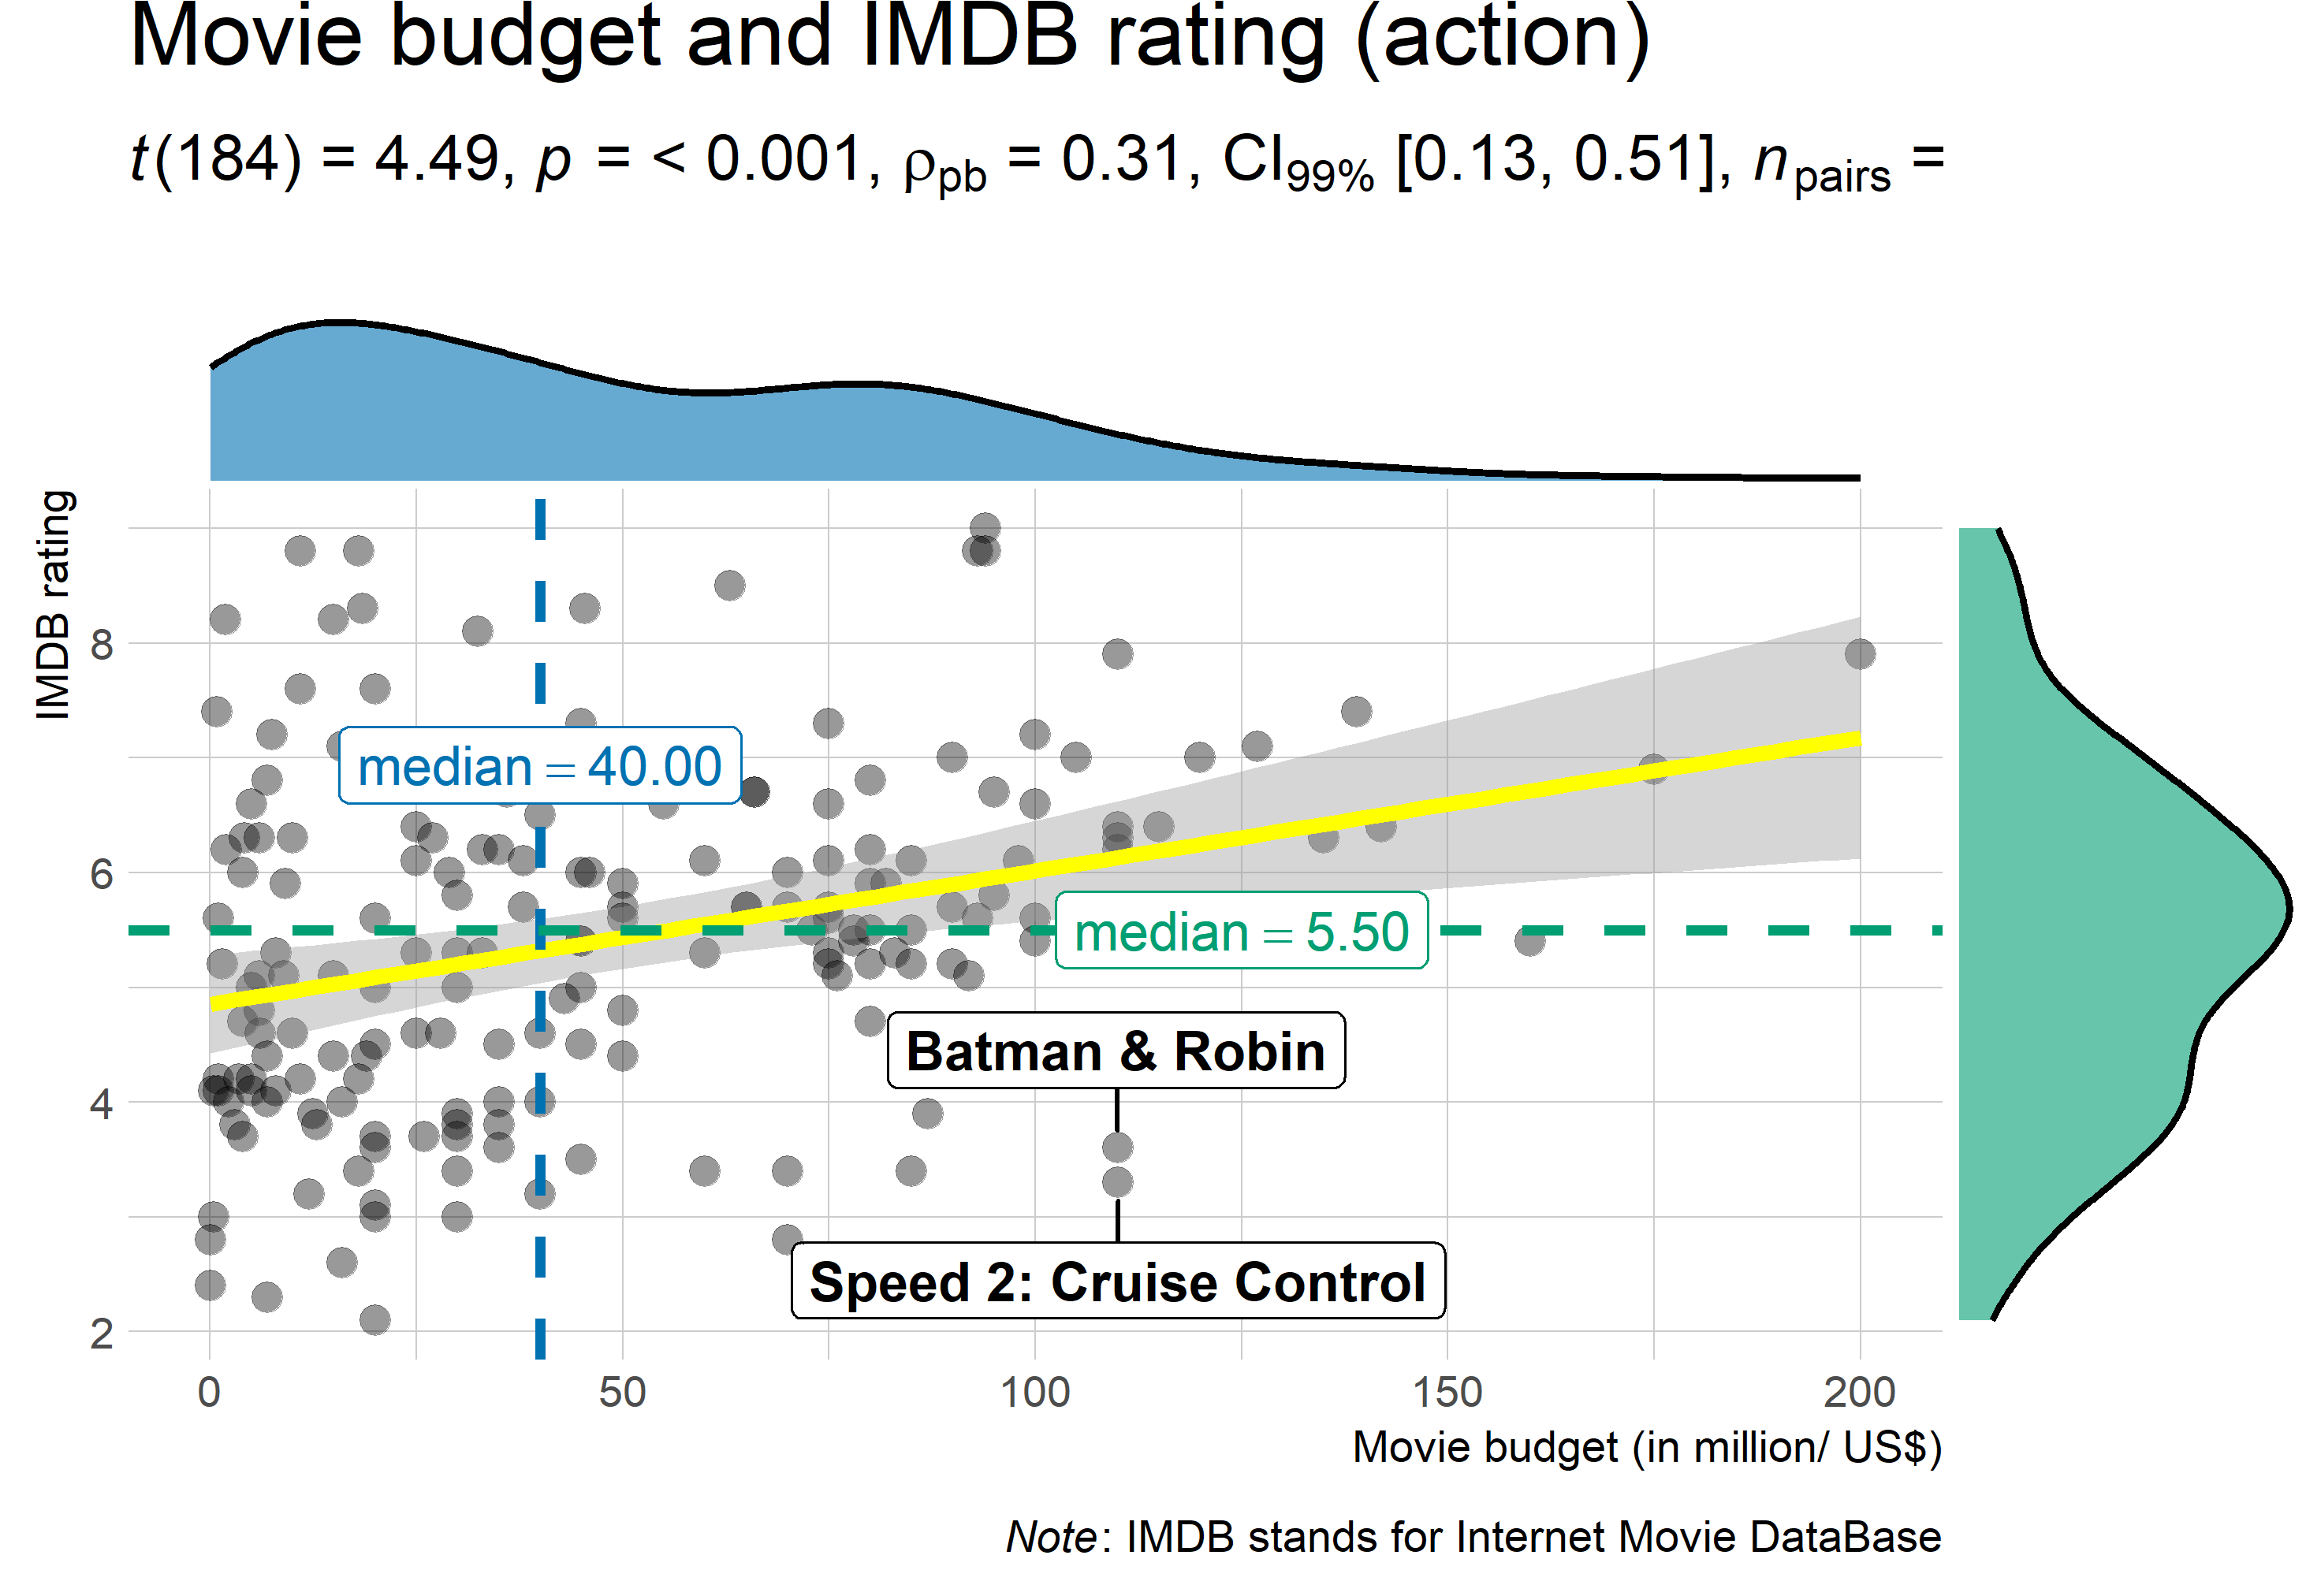 Movie budget and IMDB rating (action)
t(184) = 4.49, p = < 0.001, ρpb = 0.31, CI99% [0.13, 0.51], npairs =
IMDB rating
8
6
4
2
median = 40.00
median = 5.50
Batman & Robin
Speed 2: Cruise Control
0 50 100 150 200
Movie budget (in million/ US$)
Note: IMDB stands for Internet Movie DataBase